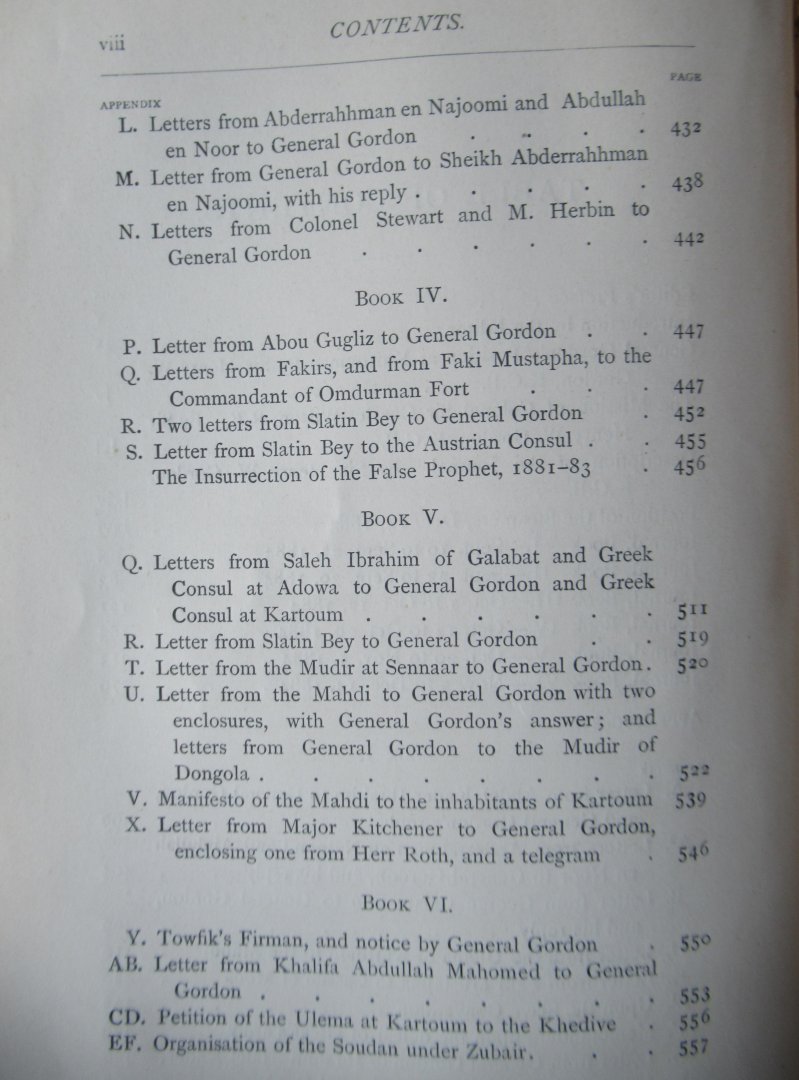 viii CONTENTS.
APPENDIX PAGE
L. Letters from Abderrahhman en Najoomi and Abdullah
en Noor to General Gordon . . . . 432
M. Letter from General Gordon to Sheikh Abderrahhman
en Najoomi, with his reply . . . . . 438
N. Letters from Colonel Stewart and M. Herbin to
General Gordon . . . . . . 442
BOOK IV.
P. Letter from Abou Gugliz to General Gordon . . 447
Q. Letters from Fakirs, and from Faki Mustapha, to the
Commandant of Omdurman Fort . . . 447
R. Two letters from Slatin Bey to General Gordon . 452
S. Letter from Slatin Bey to the Austrian Consul . . 455
The Insurrection of the False Prophet, 1881–83 . 456
BOOK V.
Q. Letters from Saleh Ibrahim of Galabat and Greek
Consul at Adowa to General Gordon and Greek
Consul at Kartoum . . . . . . 511
R. Letter from Slatin Bey to General Gordon . . 519
T. Letter from the Mudir at Sennaar to General Gordon . 520
U. Letter from the Mahdi to General Gordon with two
enclosures, with General Gordon's answer; and
letters from General Gordon to the Mudir of
Dongola . . . . . . . . 522
V. Manifesto of the Mahdi to the inhabitants of Kartoum 539
X. Letter from Major Kitchener to General Gordon,
enclosing one from Herr Roth, and a telegram . 546
BOOK VI.
Y. Towfik's Firman, and notice by General Gordon . 550
AB. Letter from Khalifa Abdullah Mahomed to General
Gordon . . . . . . . . 553
CD. Petition of the Ulema at Kartoum to the Khedive . 556
EF. Organisation of the Soudan under Zubair . . . 557